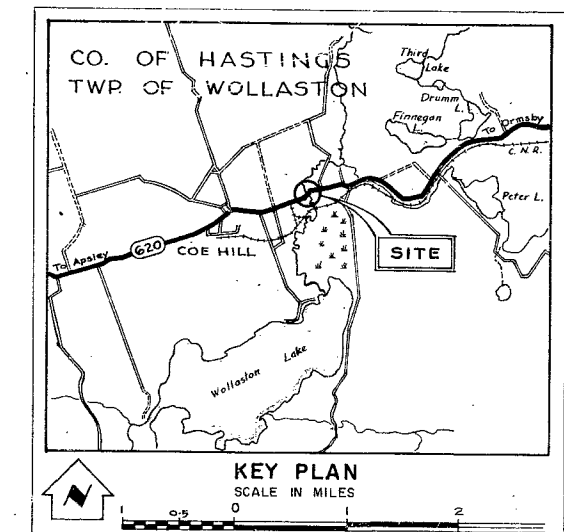 CO. OF HASTINGS
TWP. OF WOLLASTON
Third
Lake
Drumm
L.
Finnegan
L.
To Ormsby
C.N.R.
Peter L.
SITE
COE HILL
620
To Apsley
Wollaston Lake
N
KEY PLAN
SCALE IN MILES
1 0.5 0 1 2